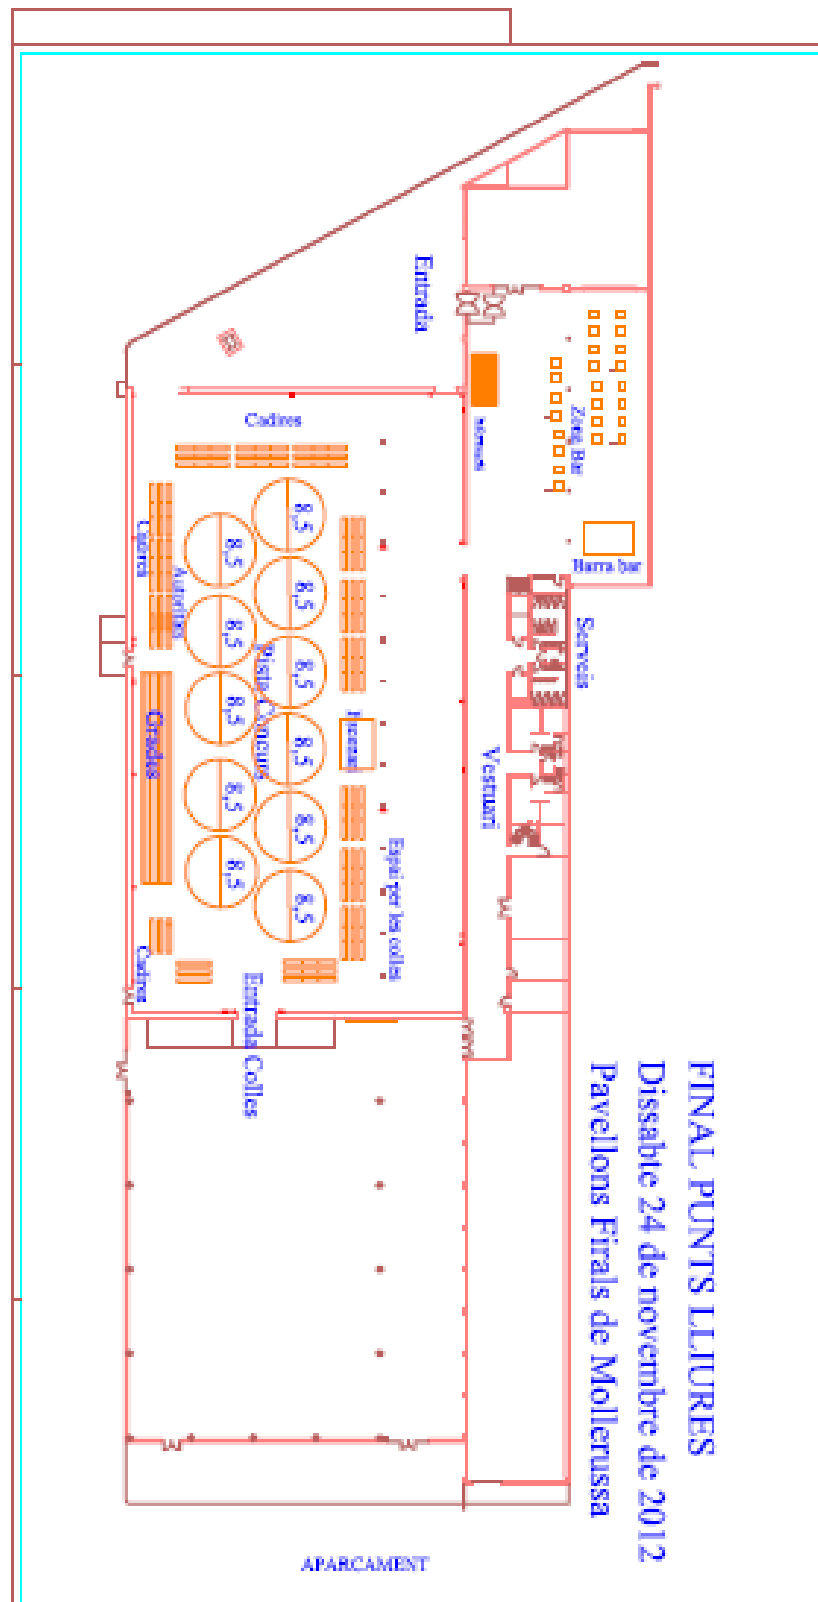 FINAL PUNTS LLIURES
Dissabte 24 de novembre de 2012
Pavellons Firals de Mollerussa
Entrada
Cadires
Zona Bar
Barra bar
Serveis
Vestuari
Cadires
Autoritats
Grades
Pista Concurs
8,5
8,5
8,5
8,5
8,5
8,5
8,5
8,5
8,5
8,5
8,5
Espai per les colles
Cadires
Entrada Colles
APARCAMENT